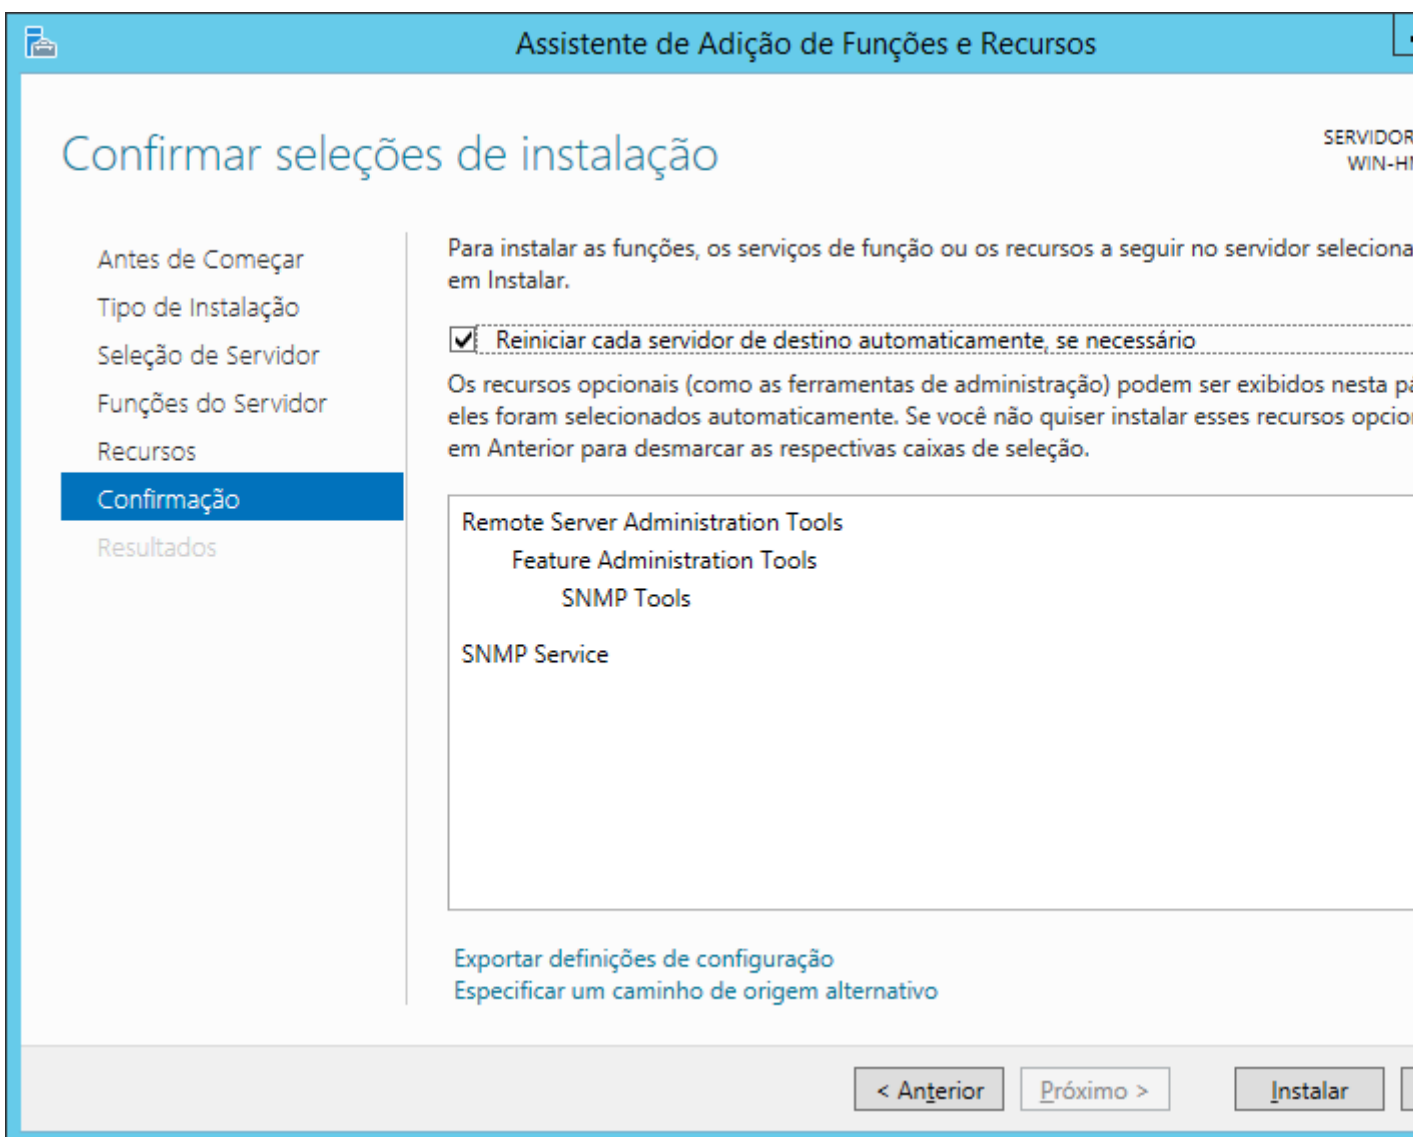 Assistente de Adição de Funções e Recursos
Confirmar seleções de instalação
SERVIDOR
WIN-HN
Antes de Começar
Tipo de Instalação
Seleção de Servidor
Funções do Servidor
Recursos
Confirmação
Resultados
Para instalar as funções, os serviços de função ou os recursos a seguir no servidor
em Instalar.
Reiniciar cada servidor de destino automaticamente, se necessário
Os recursos opcionais (como as ferramentas de administração) podem ser exibidos nesta
eles foram selecionados automaticamente. Se você não quiser instalar esses recursos
em Anterior para desmarcar as respectivas caixas de seleção.
Remote Server Administration Tools
Feature Administration Tools
SNMP Tools
SNMP Service
Exportar definições de configuração
Especificar um caminho de origem alternativo
< Anterior
Próximo >
Instalar